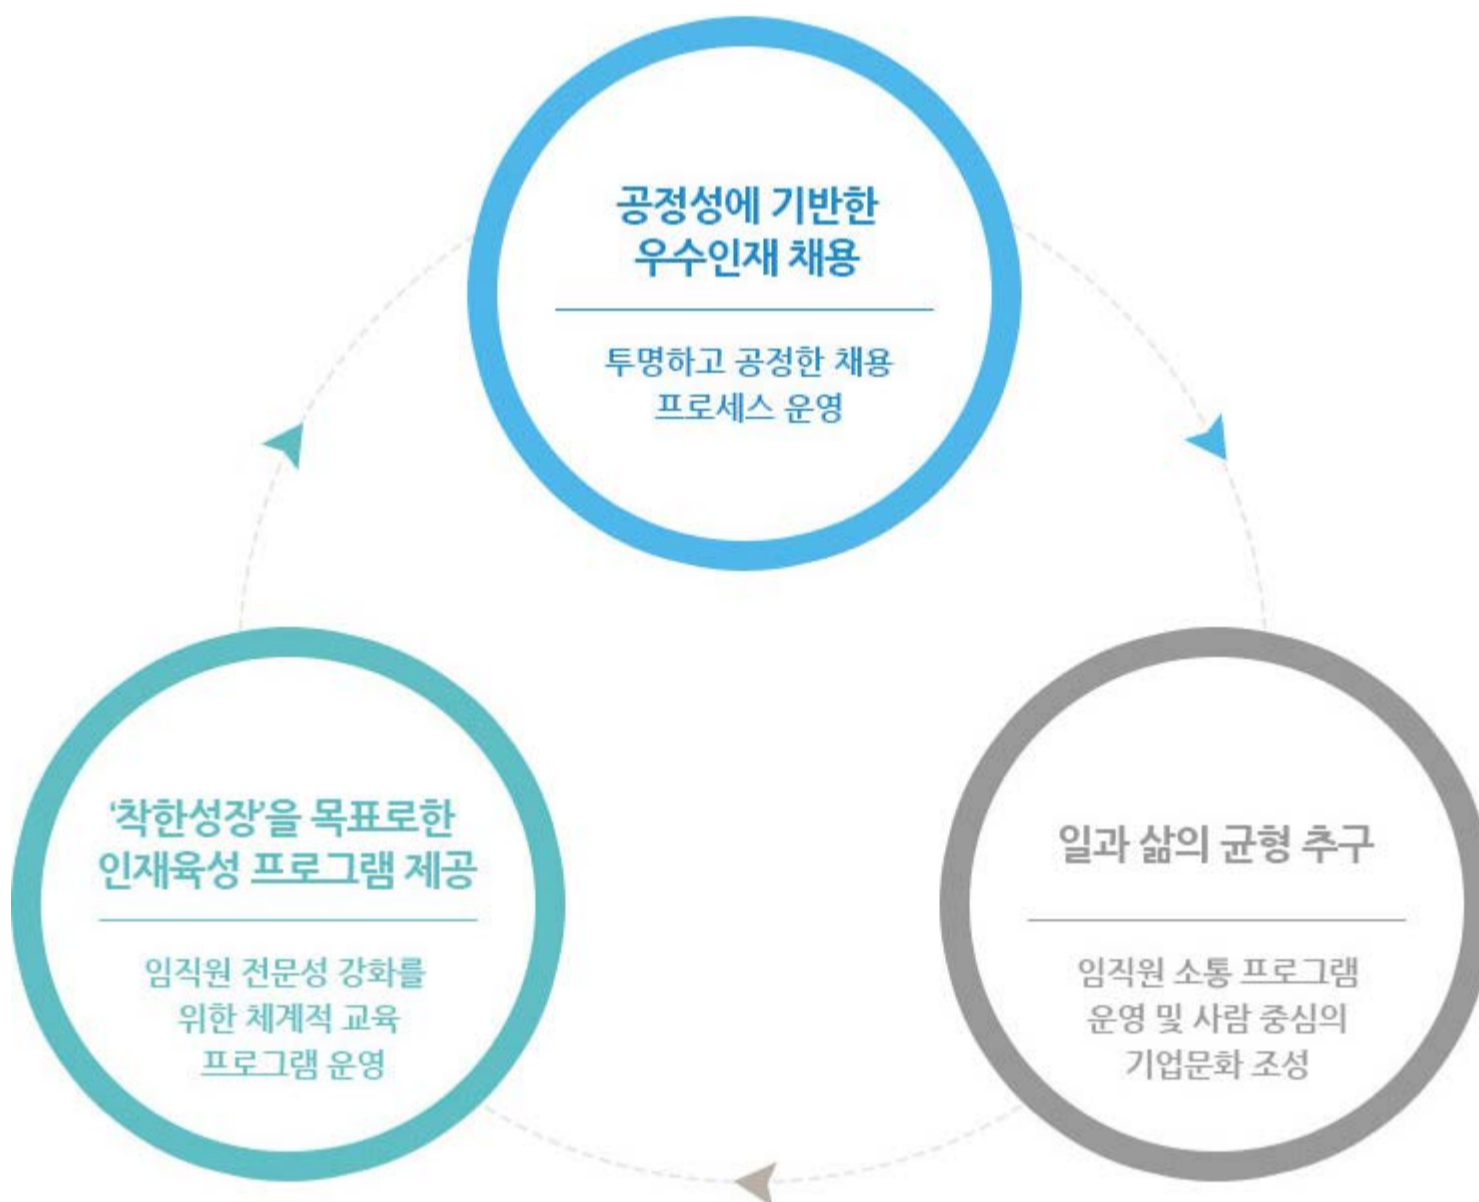 공정성에 기반한
우수인재 채용
투명하고 공정한 채용
프로세스 운영
‘착한성장’을 목표로한
인재육성 프로그램 제공
임직원 전문성 강화를
위한 체계적 교육
프로그램 운영
일과 삶의 균형 추구
임직원 소통 프로그램
운영 및 사람 중심의
기업문화 조성